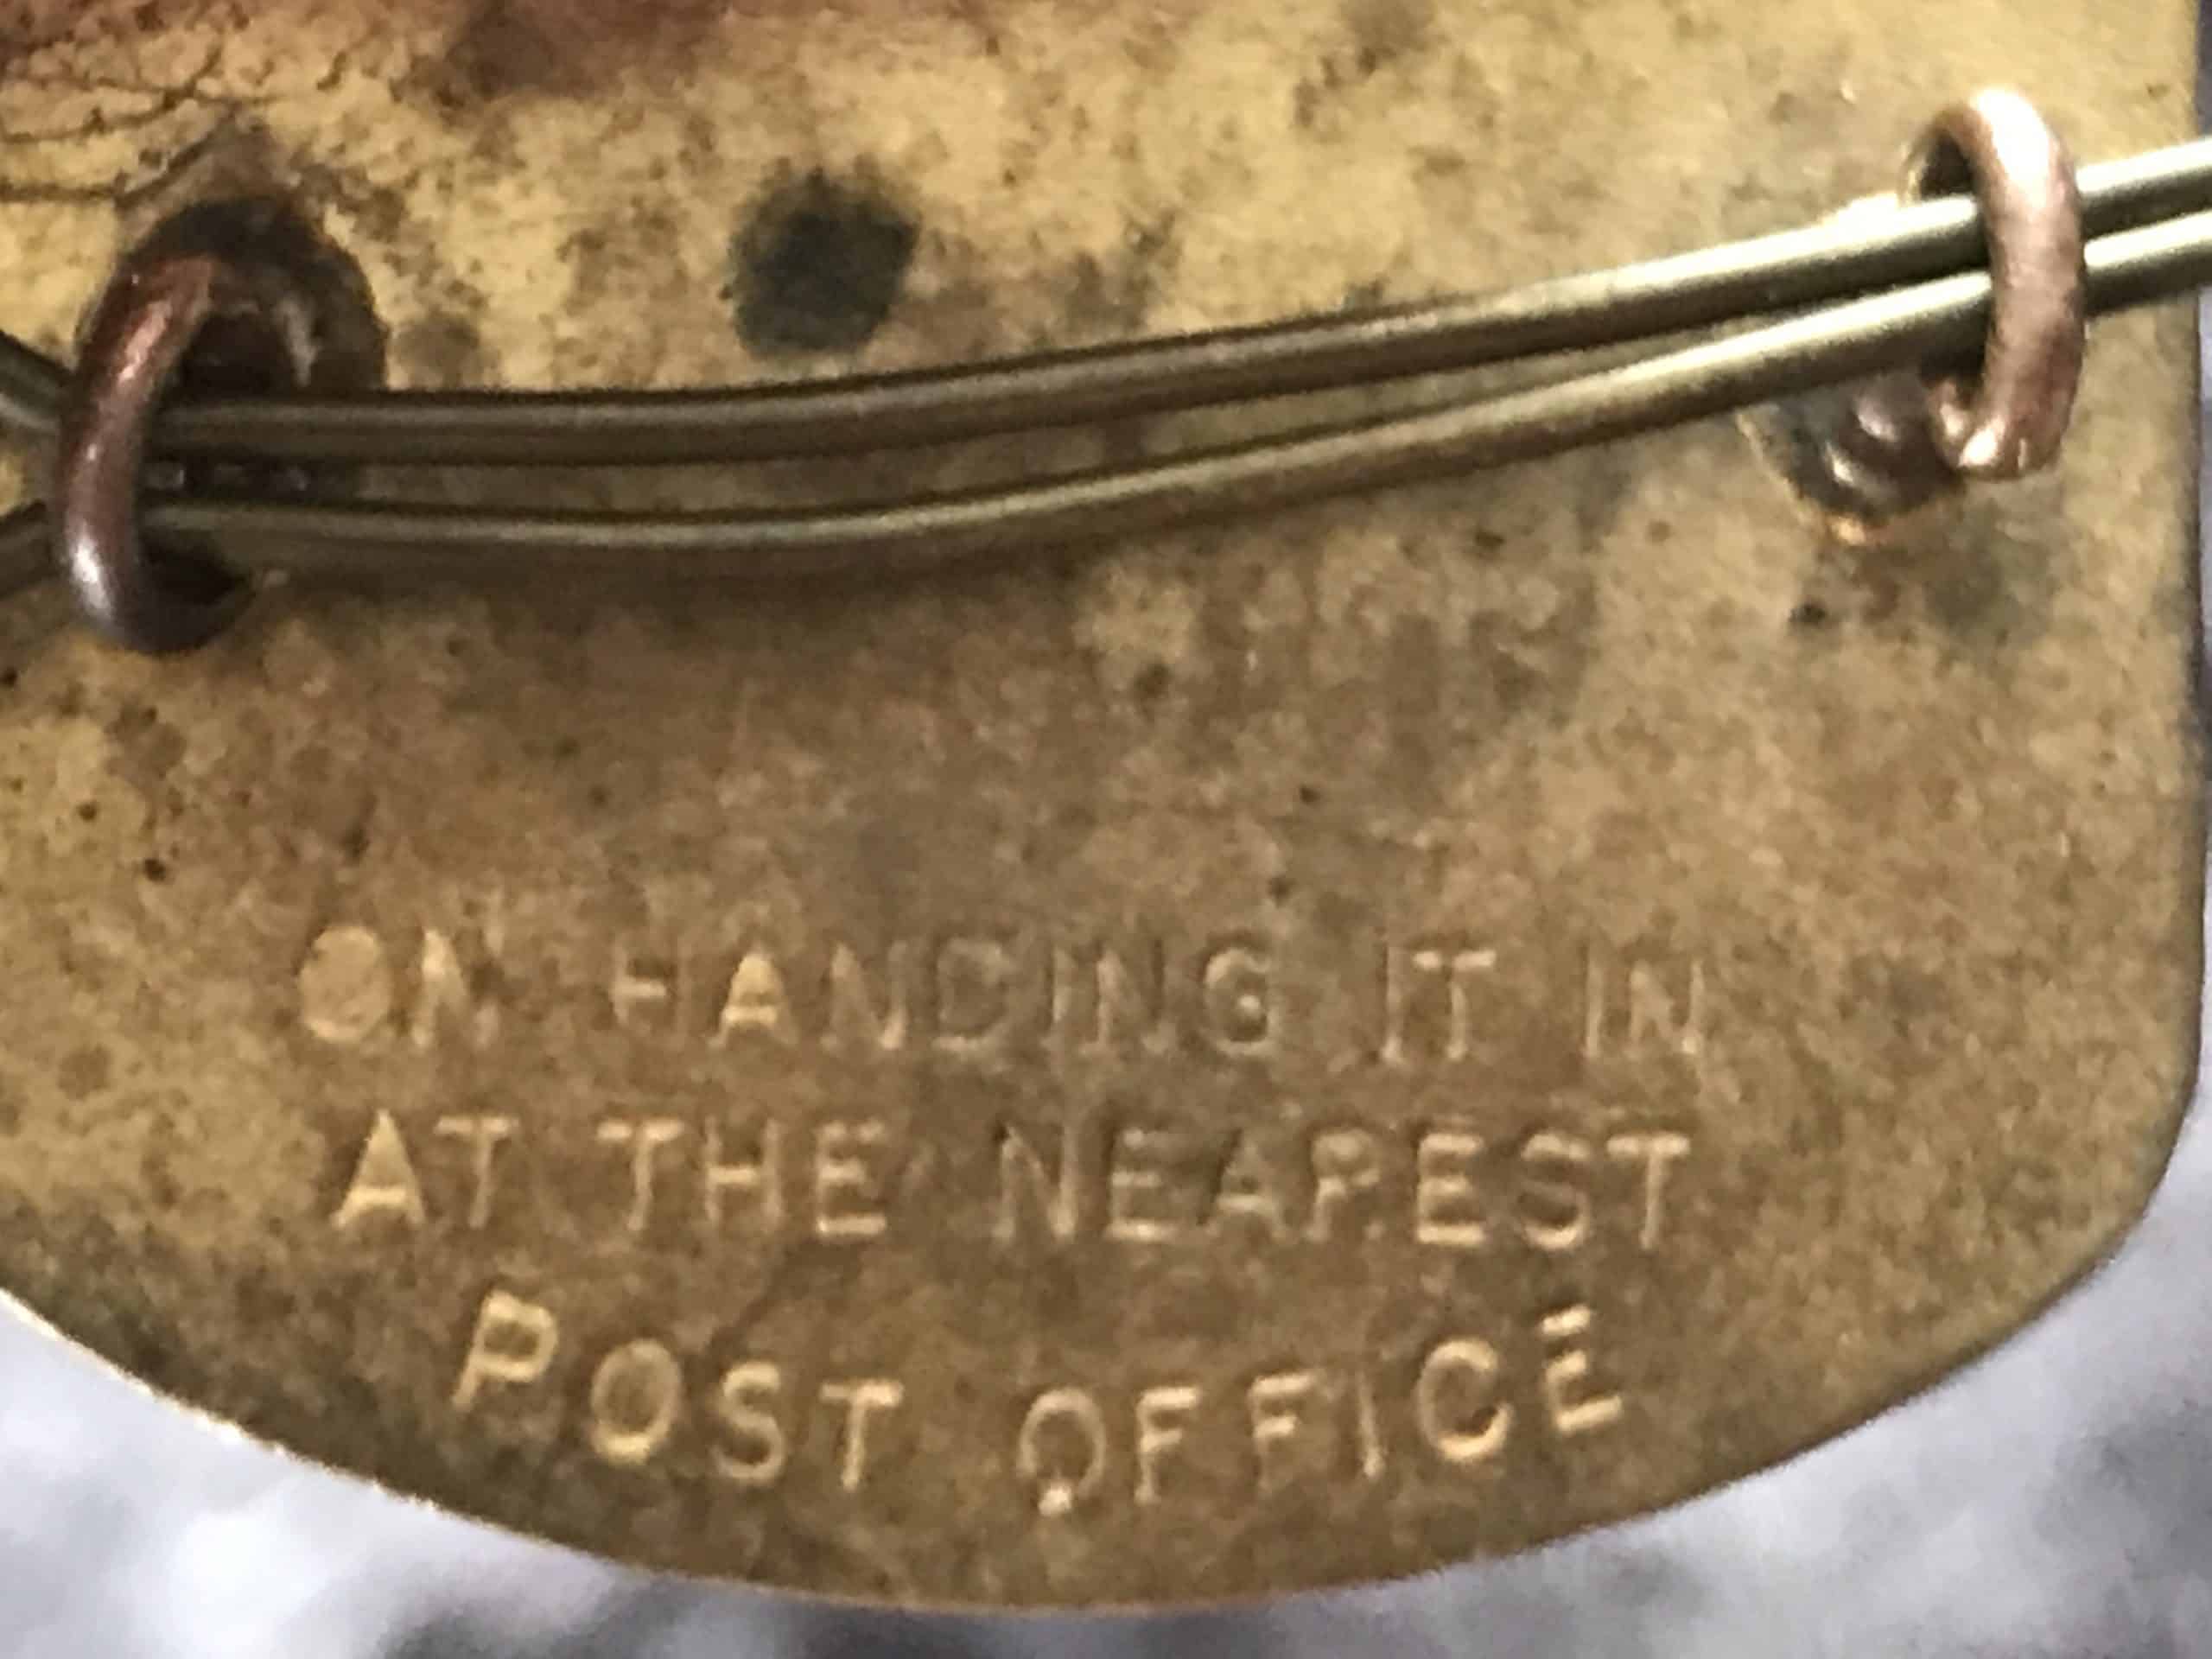 ON HANDING IT IN
AT THE NEAREST
POST OFFICE